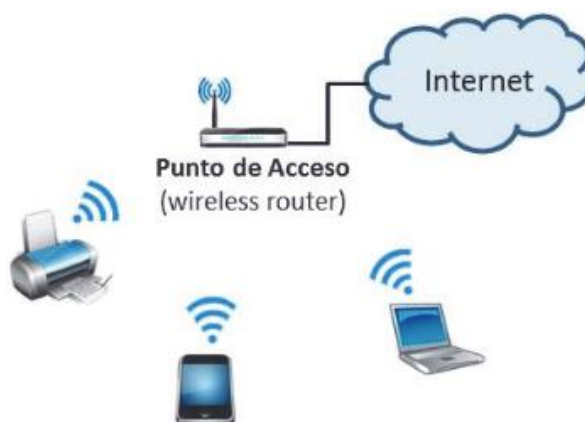 Internet
Punto de Acceso
(wireless router)